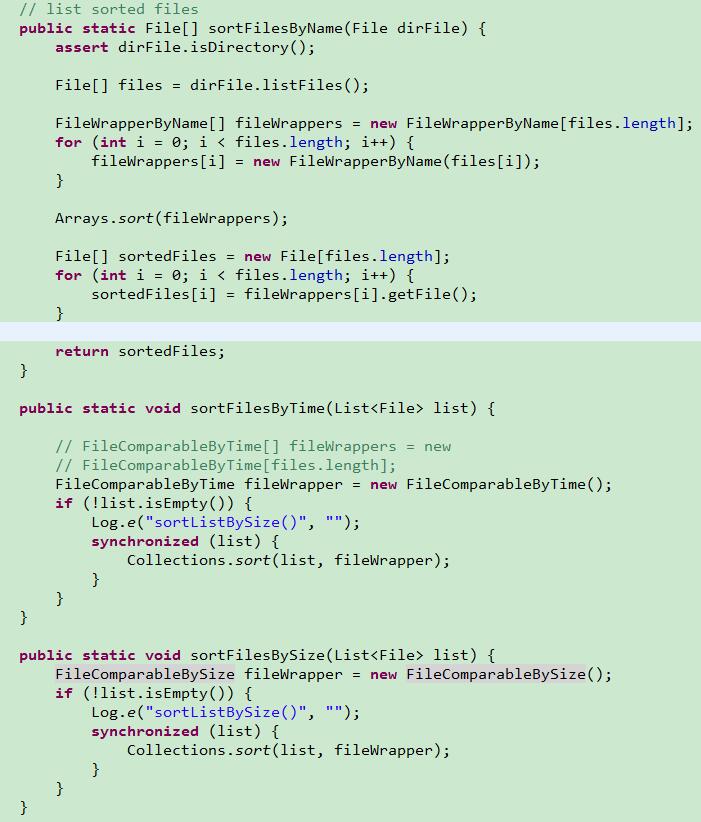 // list sorted files
public static File[] sortFilesByName(File dirFile) {
assert dirFile.isDirectory();
File[] files = dirFile.listFiles();
FileWrapperByName[] fileWrappers = new FileWrapperByName[files.length];
for (int i = 0; i < files.length; i++) {
fileWrappers[i] = new FileWrapperByName(files[i]);
}
Arrays.sort(fileWrappers);
File[] sortedFiles = new File[files.length];
for (int i = 0; i < files.length; i++) {
sortedFiles[i] = fileWrappers[i].getFile();
}
return sortedFiles;
}
public static void sortFilesByTime(List<File> list) {
// FileComparableByTime[] fileWrappers = new
// FileComparableByTime[files.length];
FileComparableByTime fileWrapper = new FileComparableByTime();
if (!list.isEmpty()) {
Log.e("sortListBySize()", "");
synchronized (list) {
Collections.sort(list, fileWrapper);
}
}
}
public static void sortFilesBySize(List<File> list) {
FileComparableBySize fileWrapper = new FileComparableBySize();
if (!list.isEmpty()) {
Log.e("sortListBySize()", "");
synchronized (list) {
Collections.sort(list, fileWrapper);
}
}
}